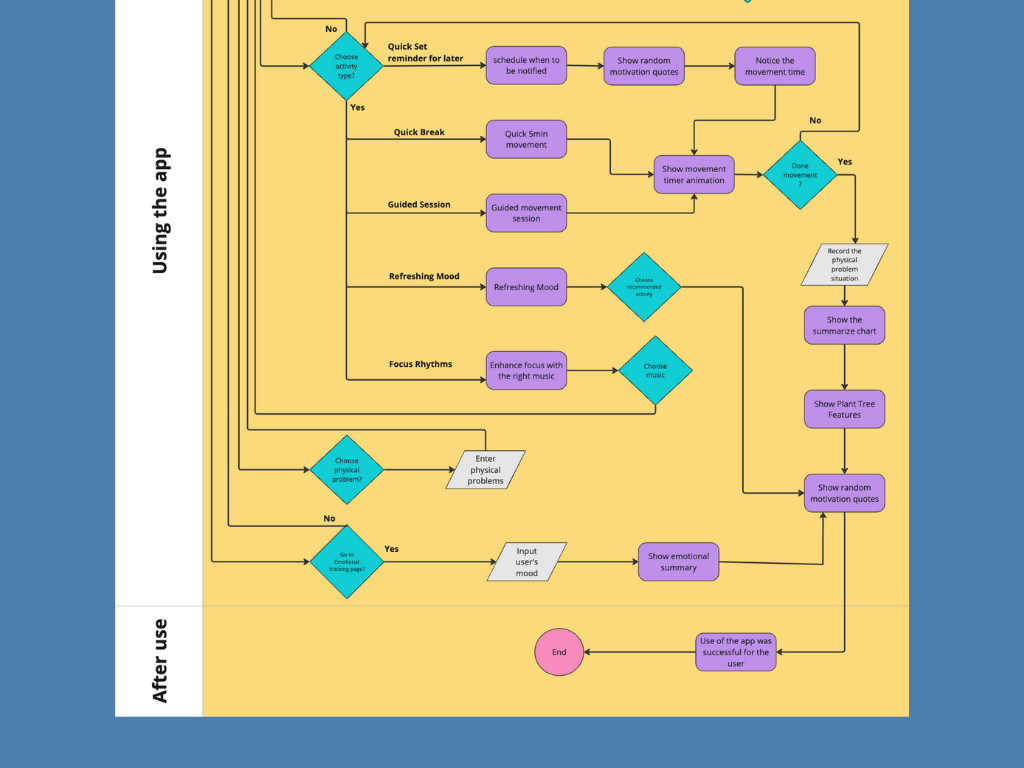 Using the app
No
Choose
activity
type?
Quick Set
reminder for later
schedule when to
be notified
Show random
motivation quotes
Notice the
movement time
Yes
Quick Break
Quick 5min
movement
Show movement
timer animation
No
Done
movement
?
Yes
Guided Session
Guided movement
session
Record the
physical
problem
situation
Refreshing Mood
Refreshing Mood
Choose
recommended
activity.
Show the
summarize chart
Focus Rhythms
Enhance focus with
the right music
Choose
music
Show Plant Tree
Features
Choose
physical
problem?
Enter
physical
problems
Show random
motivation quotes
No
Go to
Emotional
tracking page?
Yes
Input
user's
mood
Show emotional
summary
After use
End
Use of the app was
successful for the
user